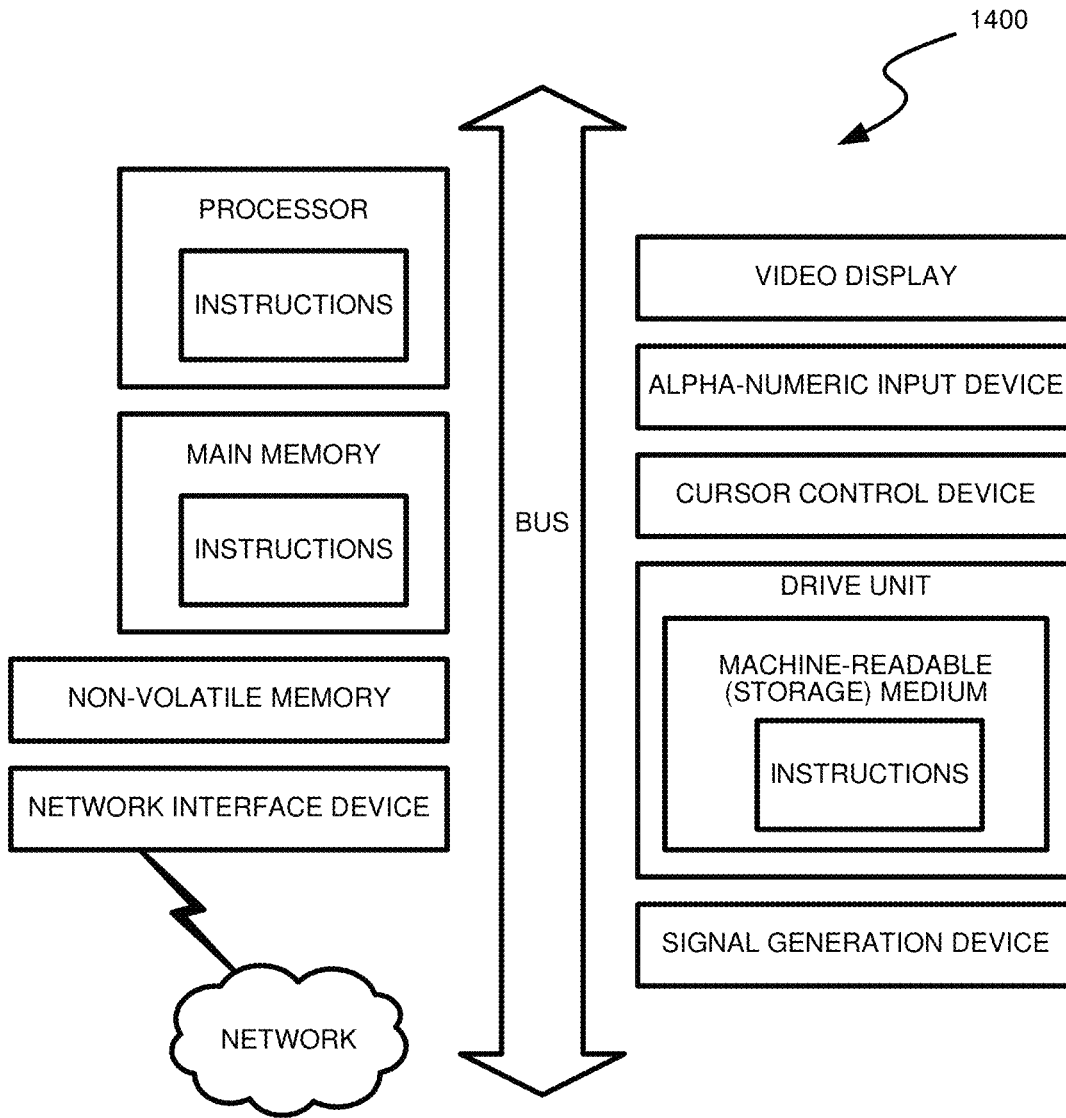 1400
PROCESSOR
INSTRUCTIONS
MAIN MEMORY
INSTRUCTIONS
NON-VOLATILE MEMORY
NETWORK INTERFACE DEVICE
NETWORK
BUS
VIDEO DISPLAY
ALPHA-NUMERIC INPUT DEVICE
CURSOR CONTROL DEVICE
DRIVE UNIT
MACHINE-READABLE
(STORAGE) MEDIUM
INSTRUCTIONS
SIGNAL GENERATION DEVICE